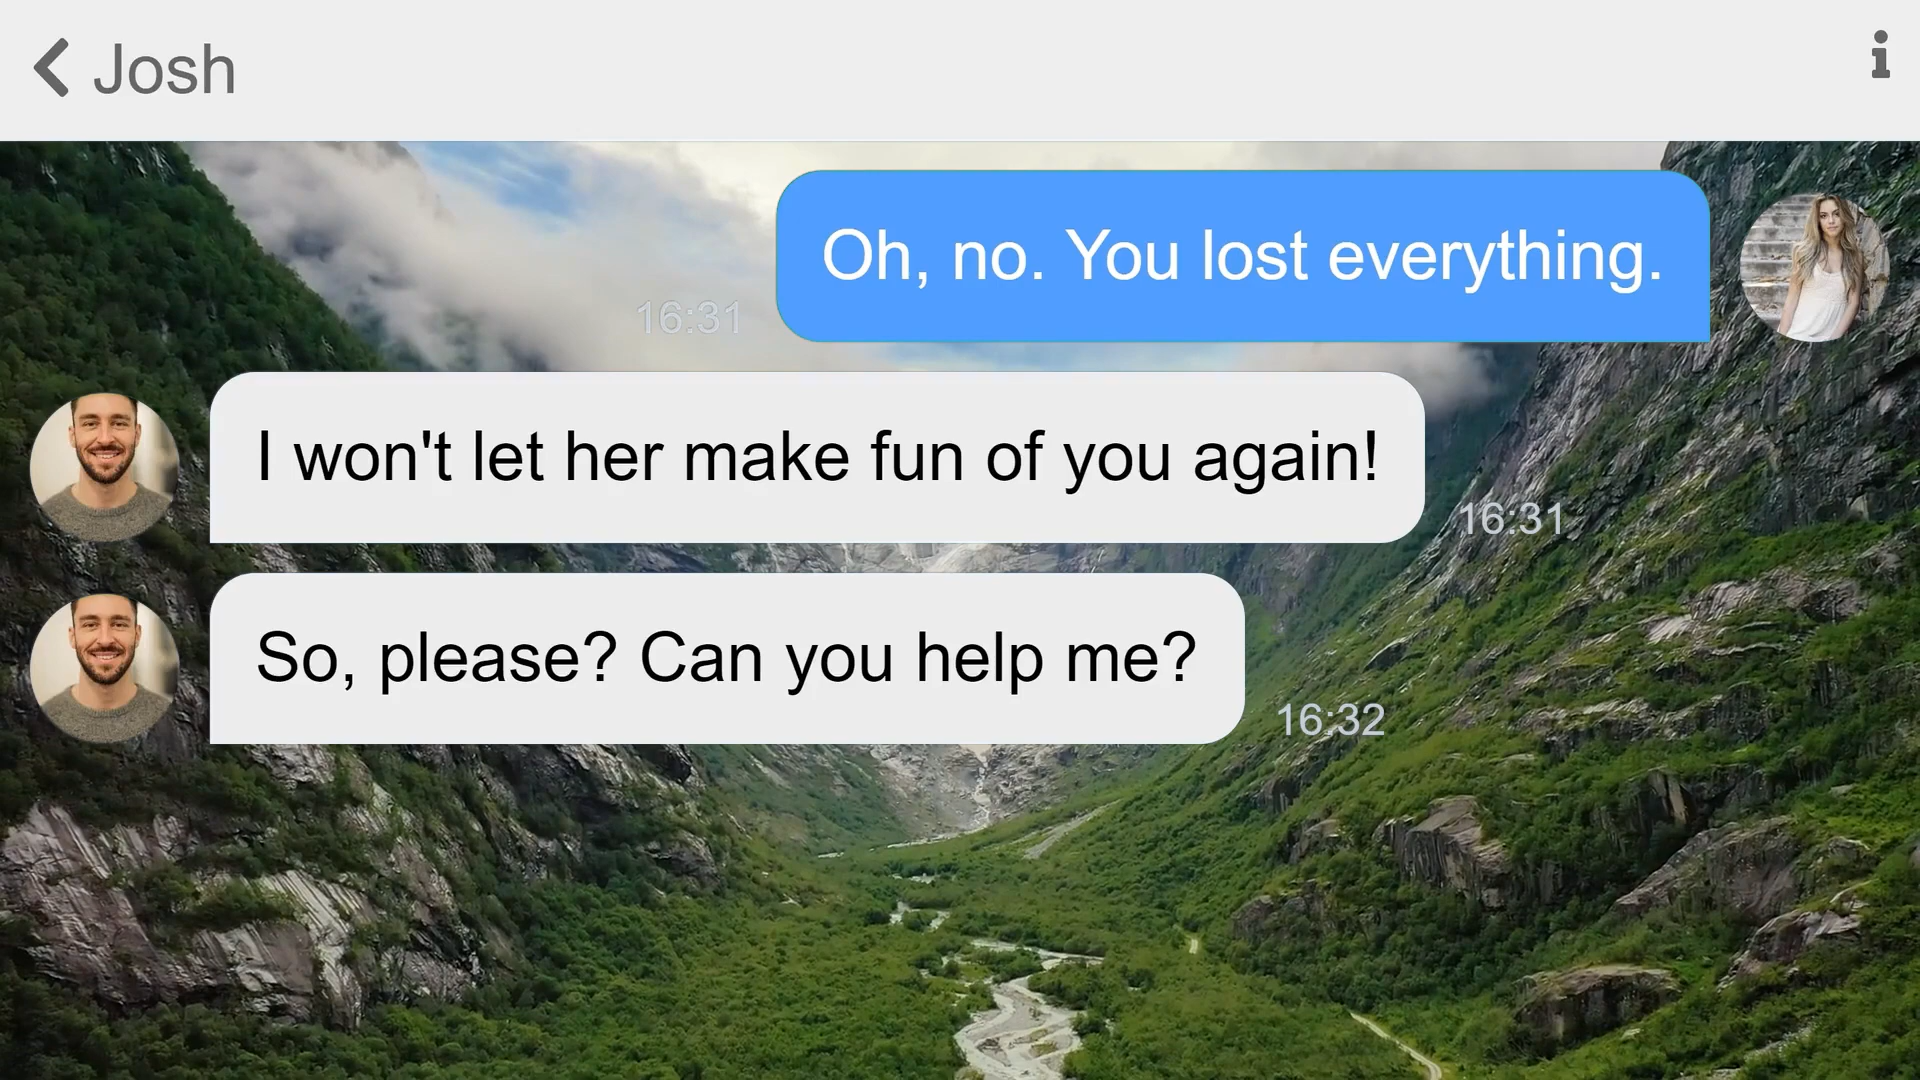 Josh
Oh, no. You lost everything.
16:31
I won't let her make fun of you again!
16:31
So, please? Can you help me?
16:32